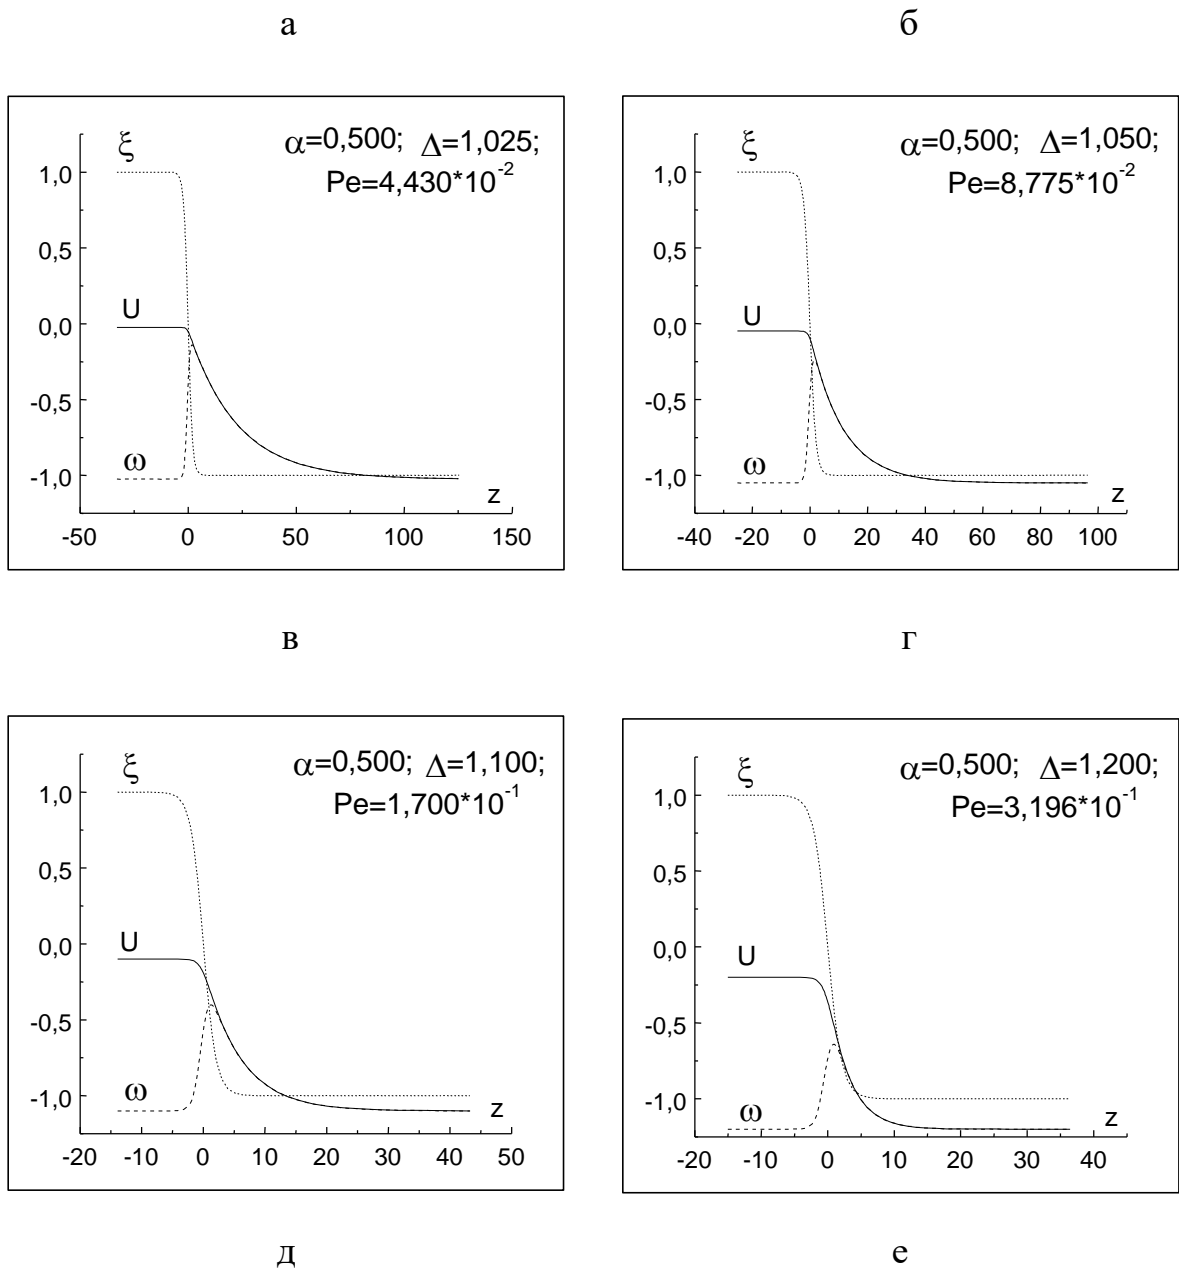 а б
ξ
α=0,500; Δ=1,025;
Pe=4,430*10⁻²
1,0
0,5
U
0,0
-0,5
ω
-1,0
z
-50 0 50 100 150
ξ
α=0,500; Δ=1,050;
Pe=8,775*10⁻²
1,0
0,5
U
0,0
-0,5
ω
-1,0
z
-40 -20 0 20 40 60 80 100
в г
ξ
α=0,500; Δ=1,100;
Pe=1,700*10⁻¹
1,0
0,5
U
0,0
-0,5
ω
-1,0
z
-20 -10 0 10 20 30 40 50
ξ
α=0,500; Δ=1,200;
Pe=3,196*10⁻¹
1,0
0,5
U
0,0
-0,5
ω
-1,0
z
-20 -10 0 10 20 30 40
д е